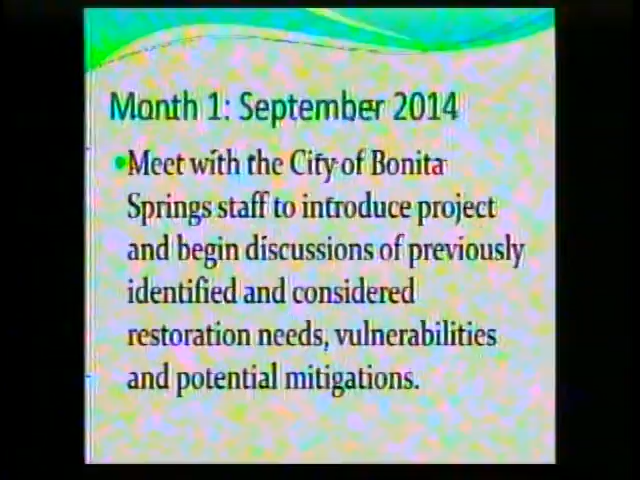 Month 1: September 2014
•Meet with the City of Bonita
Springs staff to introduce project
and begin discussions of previously
identified and considered
restoration needs, vulnerabilities
and potential mitigations.